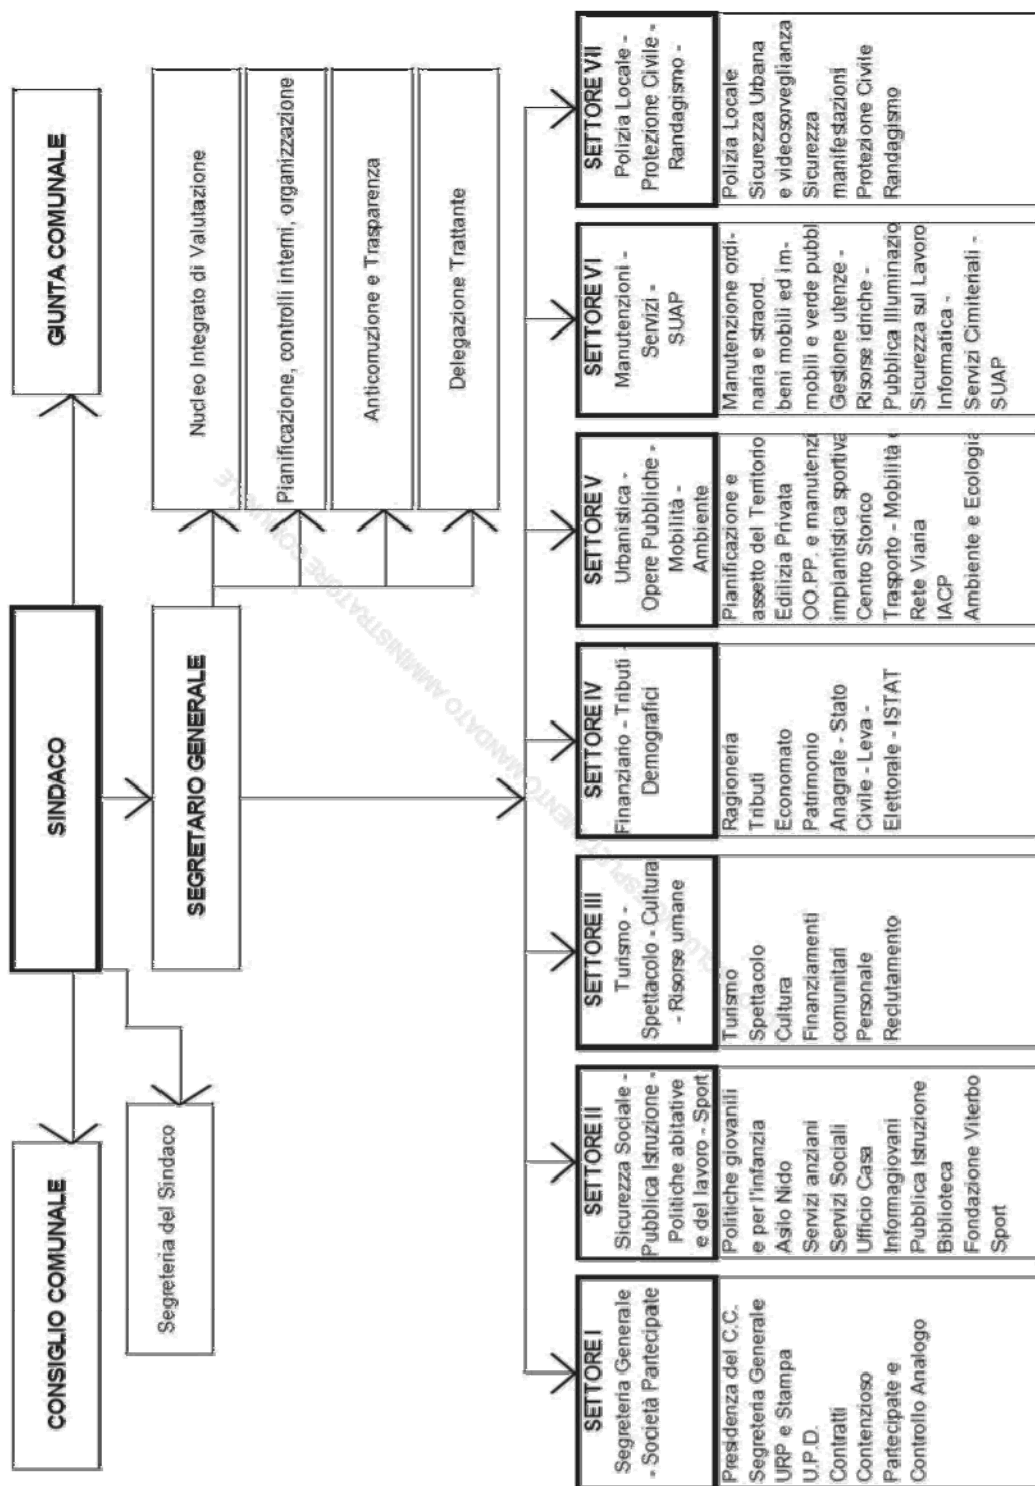 CONSIGLIO COMUNALE
SINDACO
GIUNTA COMUNALE
Segreteria del Sindaco
SEGRETARIO GENERALE
Nucleo Integrato di Valutazione
Pianificazione, controlli interni, organizzazione
Anticorruzione e Trasparenza
Delegazione Trattante
SETTORE I
Segreteria Generale
- Società Partecipate
Presidenza del C.C.
Segreteria Generale
URP e Stampa
U.P.D.
Contratti
Contenzioso
Partecipate e
Controllo Analogo
SETTORE II
Sicurezza Sociale -
Pubblica Istruzione -
Politiche abitative
e del lavoro - Sport
Politiche giovanili
e per l'infanzia
Asilo Nido
Servizi anziani
Servizi Sociali
Ufficio Casa
Informagiovani
Pubblica Istruzione
Biblioteca
Fondazione Viterbo
Sport
SETTORE III
Turismo -
Spettacolo - Cultura
- Risorse umane
Turismo
Spettacolo
Cultura
Finanziamenti
comunitari
Personale
Reclutamento
SETTORE IV
Finanziario - Tributi -
Demografici
Ragioneria
Tributi
Economato
Patrimonio
Anagrafe - Stato
Civile - Leva -
Elettorale - ISTAT
SETTORE V
Urbanistica -
Opere Pubbliche -
Mobilità -
Ambiente
Pianificazione e
assetto del Territorio
Edilizia Privata
OO.PP. e manutenzi
impiantistica sportiva
Centro Storico
Trasporto - Mobilità e
Rete Viaria
IACP
Ambiente e Ecologia
SETTORE VI
Manutenzioni -
Servizi -
SUAP
Manutenzione ordi-
naria e straord.
beni mobili ed im-
mobili e verde pubbl
Gestione utenze -
Risorse idriche -
Pubblica Illuminazio
Sicurezza sul Lavoro
Informatica -
Servizi Cimiteriali -
SUAP
SETTORE VII
Polizia Locale -
Protezione Civile -
Randagismo -
Polizia Locale
Sicurezza Urbana
e videosorveglianza
Sicurezza
manifestazioni
Protezione Civile
Randagismo
MANDATO AMMINISTRATORE COMUNALE